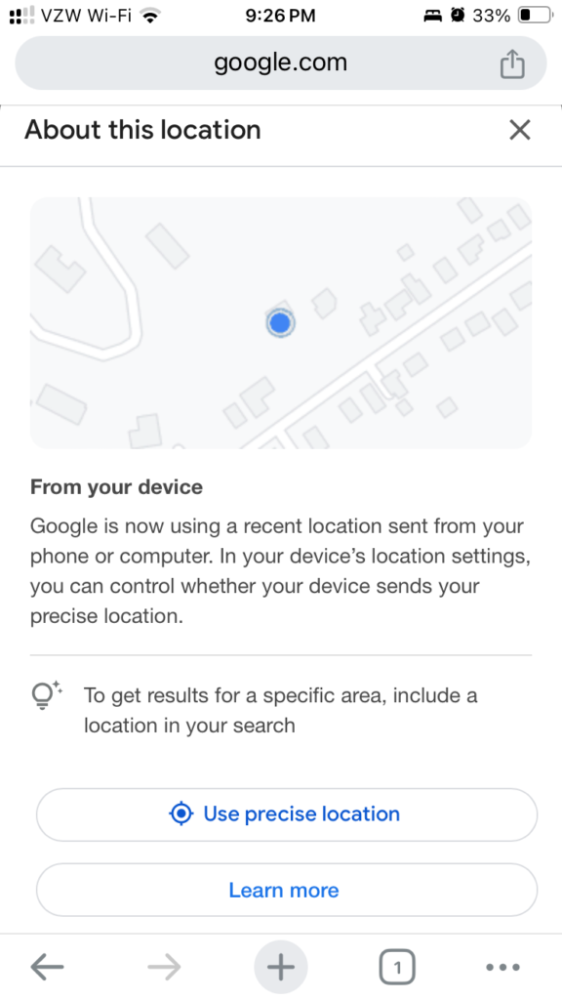 VZW Wi-Fi 9:26 PM 33%
google.com
About this location
From your device
Google is now using a recent location sent from your
phone or computer. In your device's location settings,
you can control whether your device sends your
precise location.
To get results for a specific area, include a
location in your search
Use precise location
Learn more
1